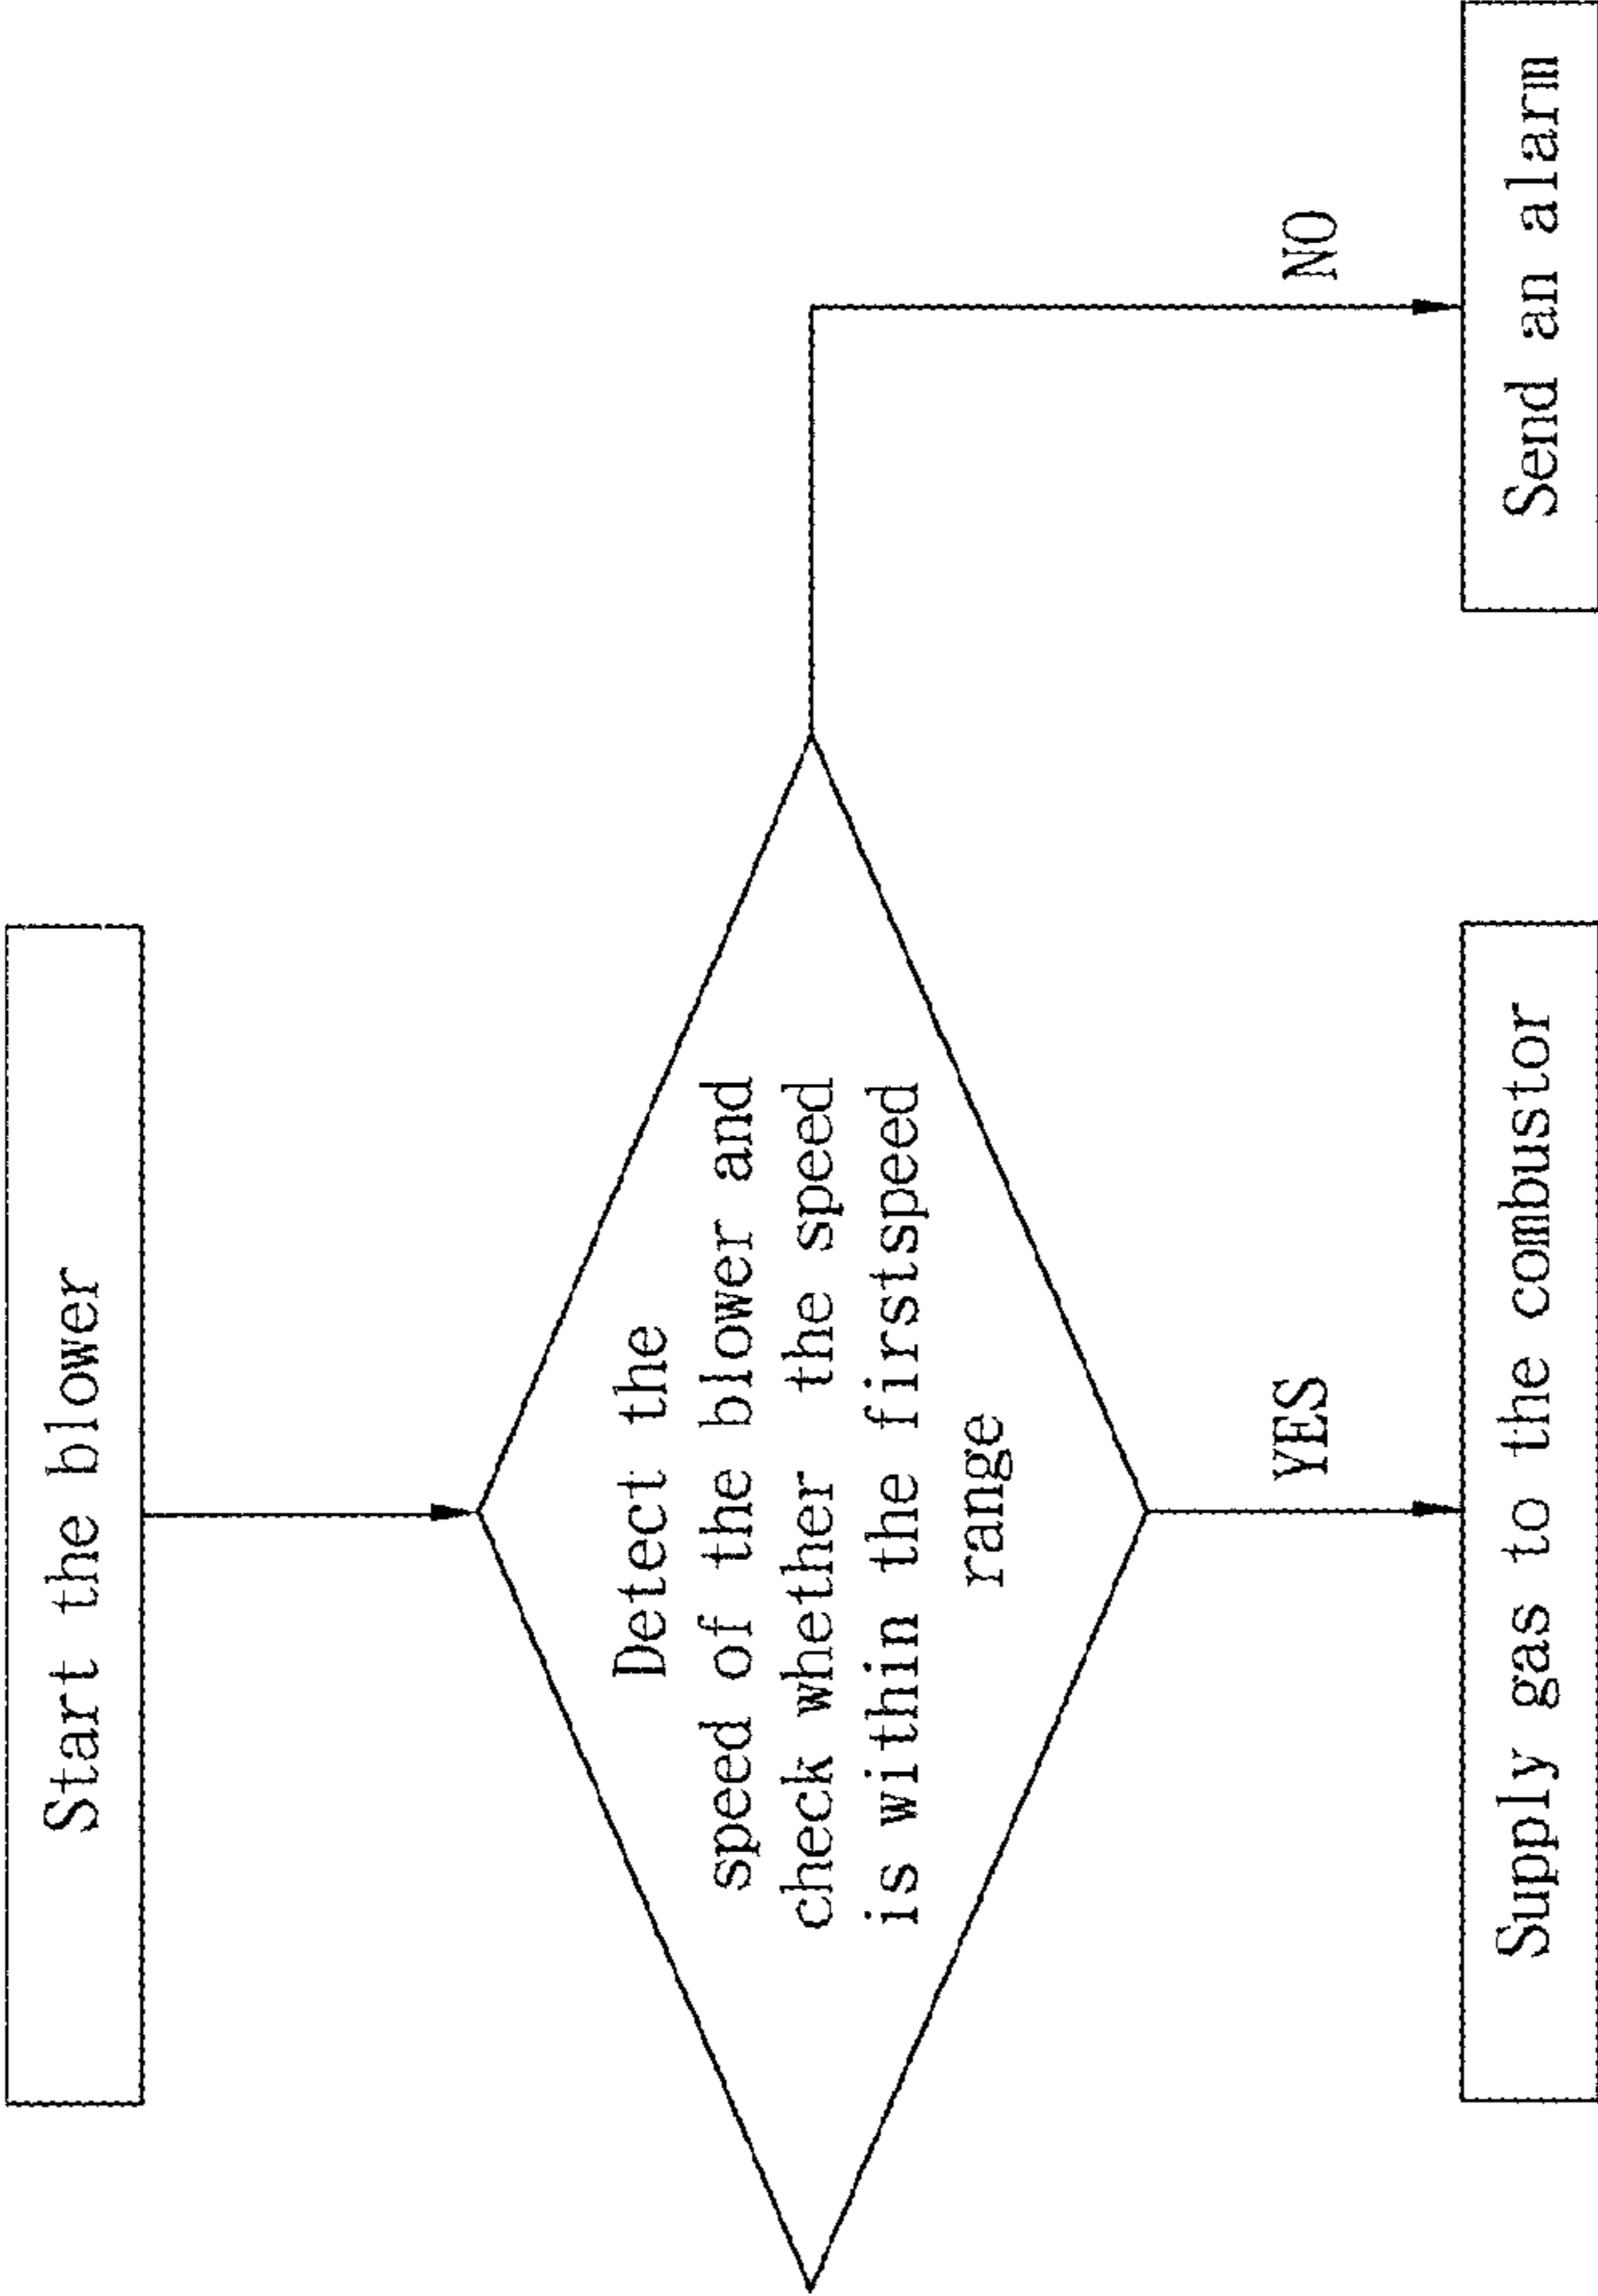 Start the blower
Detect the
speed of the blower and
check whether the speed
is within the firstspeed
range
YES
NO
Supply gas to the combustor
Send an alarm